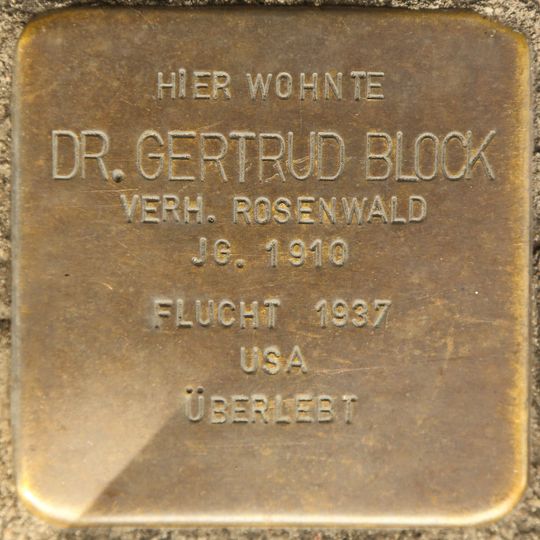 HIER WOHNTE
DR. GERTRUD BLOCK
VERH. ROSENWALD
JG. 1910
FLUCHT 1937
USA
ÜBERLEBT